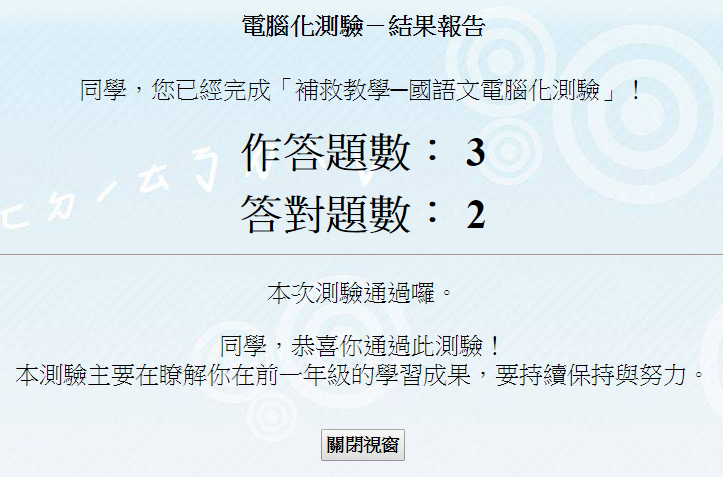 電腦化測驗－結果報告
同學，您已經完成「補救教學─國語文電腦化測驗」！
作答題數： 3
答對題數： 2
ㄈㄉㄧㄊㄋ
本次測驗通過囉。
同學，恭喜你通過此測驗！
本測驗主要在瞭解你在前一年級的學習成果，要持續保持與努力。
關閉視窗